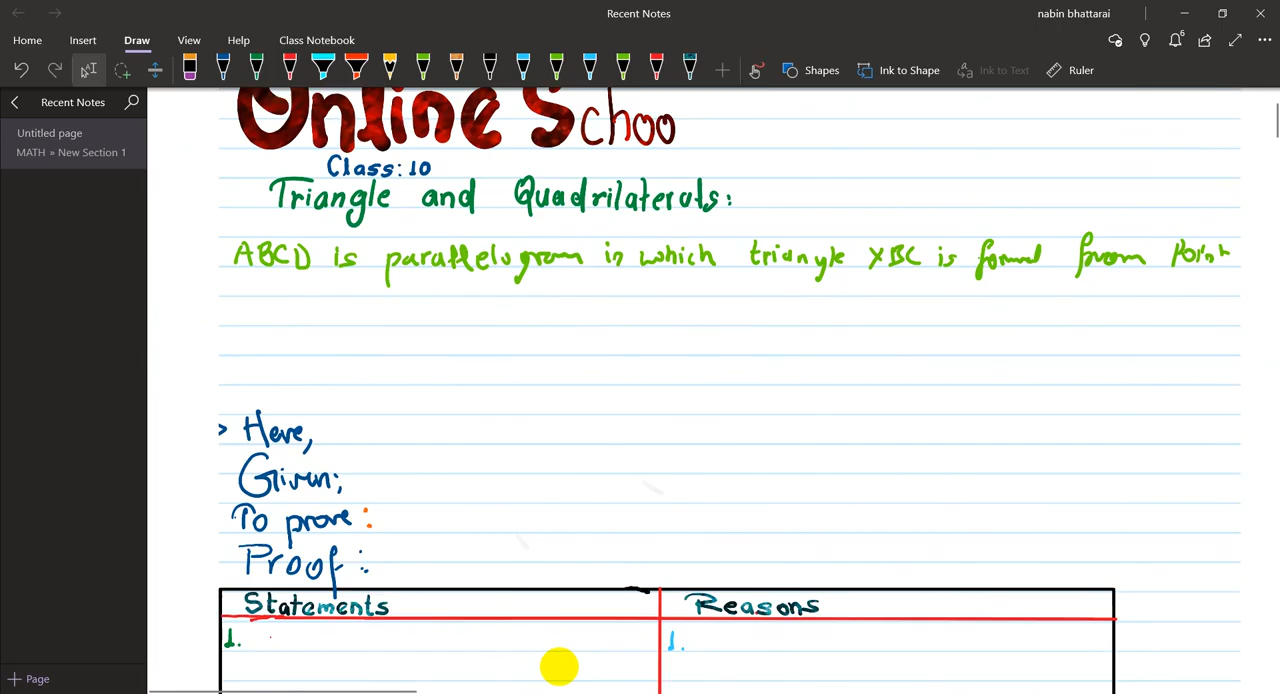 Recent Notes
nabin bhattarai
Home Insert Draw View Help Class Notebook
6
Shapes Ink to Shape Ink to Text Ruler
Recent Notes
Untitled page
MATH » New Section 1
Page
Online Schoo
Class: 10
Triangle and Quadrilaterals:
ABCD is parallelogram in which triangle XBC is formed from Point
> Here,
Given;
To prove :
Proof :
Statements Reasons
1. 1.